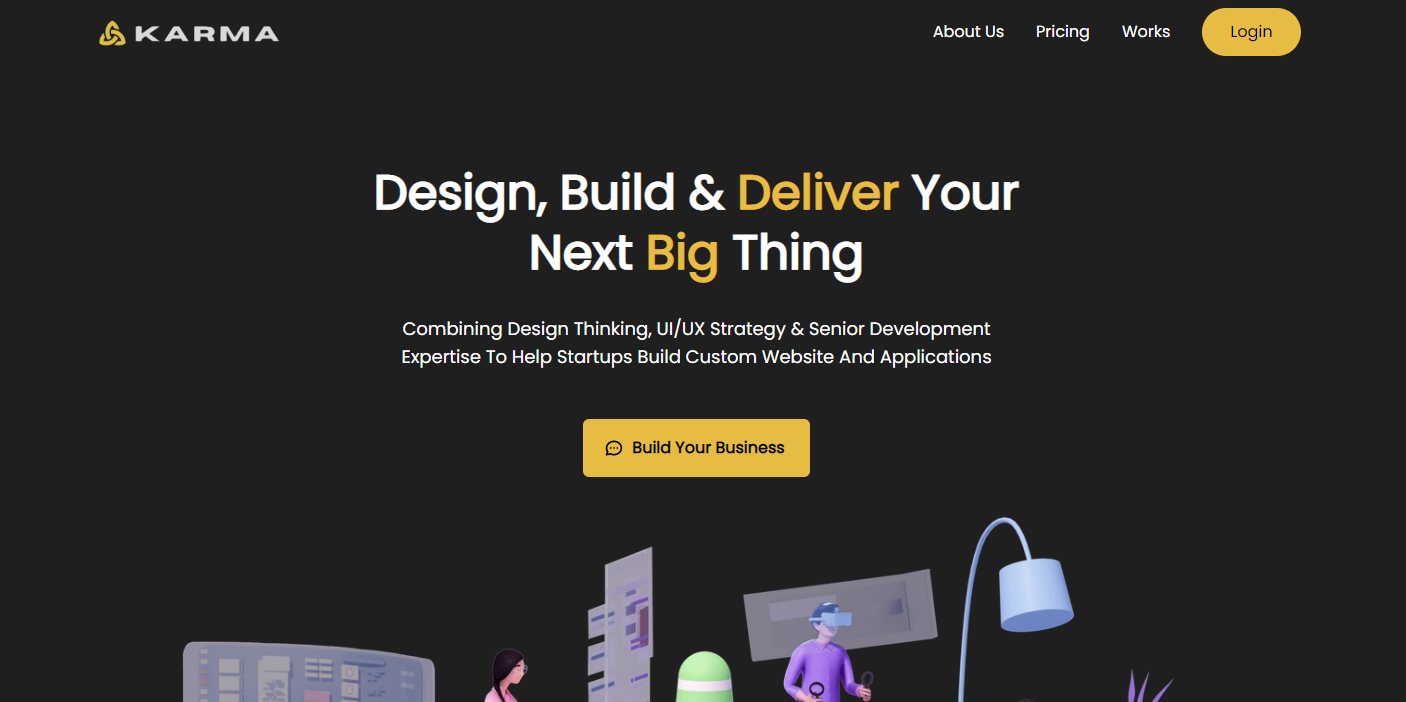 KARMA
About Us
Pricing
Works
Login
Design, Build & Deliver Your
Next Big Thing
Combining Design Thinking, UI/UX Strategy & Senior Development
Expertise To Help Startups Build Custom Website And Applications
Build Your Business